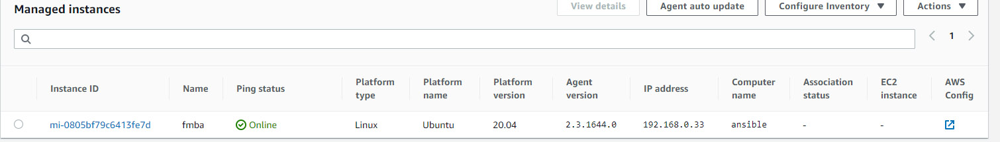 Managed instances
View details
Agent auto update
Configure Inventory
Actions
1
Instance ID
Name
Ping status
Platform type
Platform name
Platform version
Agent version
IP address
Computer name
Association status
EC2 instance
AWS Config
mi-0805bf79c6413fe7d
fmba
Online
Linux
Ubuntu
20.04
2.3.1644.0
192.168.0.33
ansible
-
-